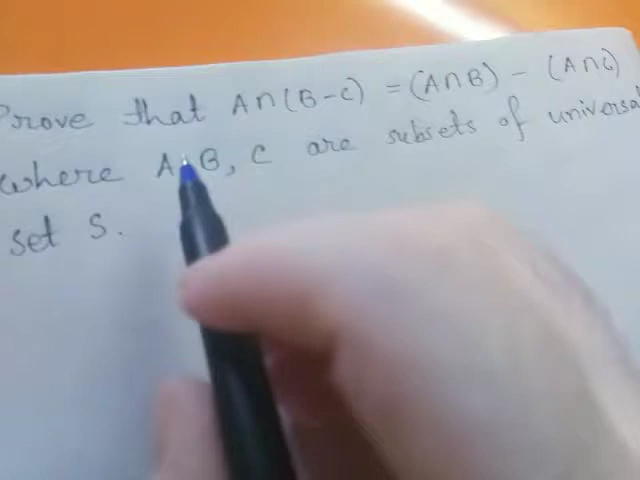 Prove that A∩(B-C) = (A∩B) - (A∩C)
where A, B, C are subsets of universal
set S.